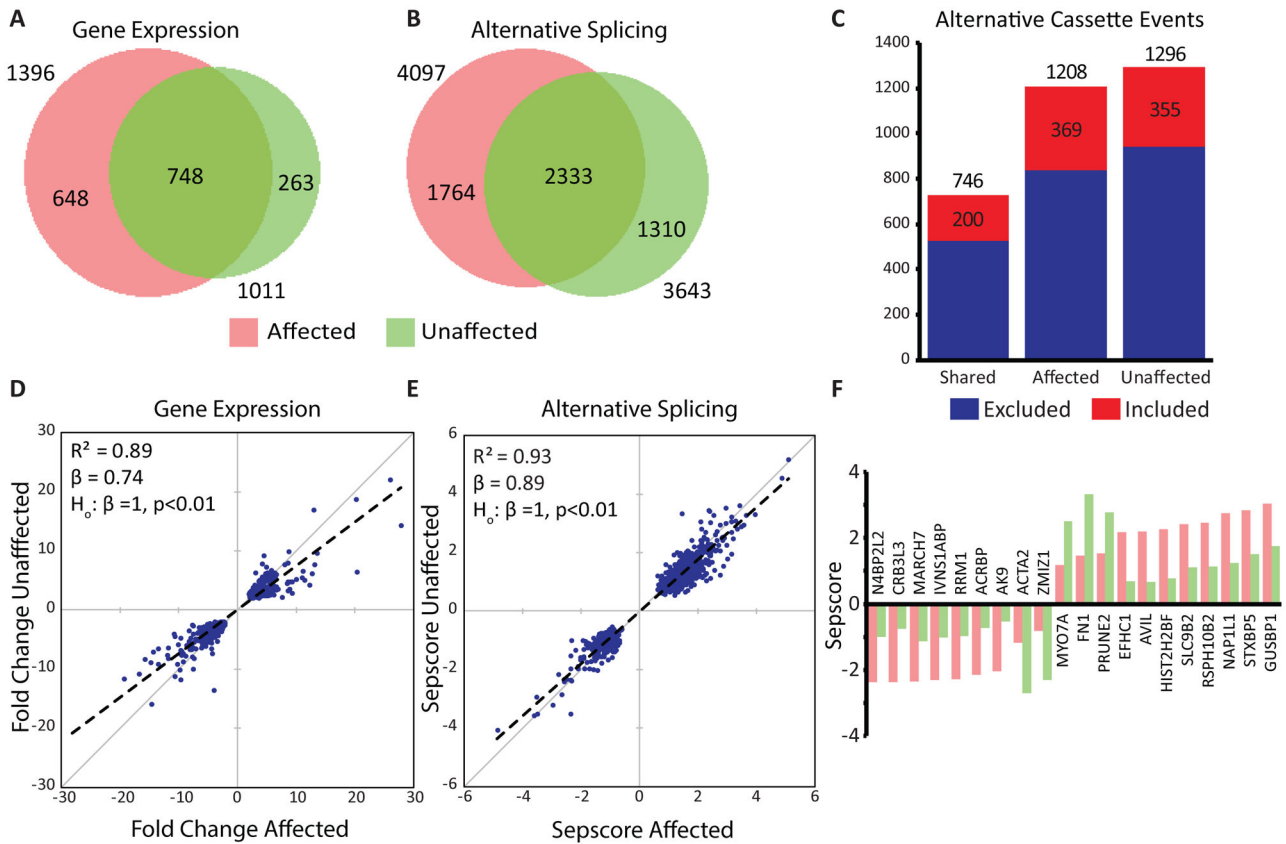 A
Gene Expression
1396
648
748
263
1011
B
Alternative Splicing
4097
1764
2333
1310
3643
Affected
Unaffected
C
Alternative Cassette Events
1400
1200
1000
800
600
400
200
0
746
200
1208
369
1296
355
Shared
Affected
Unaffected
Excluded
Included
D
Gene Expression
R² = 0.89
β = 0.74
Hₒ: β =1, p<0.01
Fold Change Unafffected
30
20
10
0
-10
-20
-30
-30
-20
-10
0
10
20
30
Fold Change Affected
E
Alternative Splicing
R² = 0.93
β = 0.89
Hₒ: β =1, p<0.01
Sepscore Unaffected
6
4
2
0
-2
-4
-6
-6
-4
-2
0
2
4
6
Sepscore Affected
F
Sepscore
4
2
0
-2
-4
N4BP2L2
CRB3L3
MARCH7
IVNS1ABP
RRM1
ACRBP
AK9
ACTA2
ZMIZ1
MYO7A
FN1
PRUNE2
EFHC1
AVIL
HIST2H2BF
SLC9B2
RSPH10B2
NAP1L1
STXBP5
GUSBP1